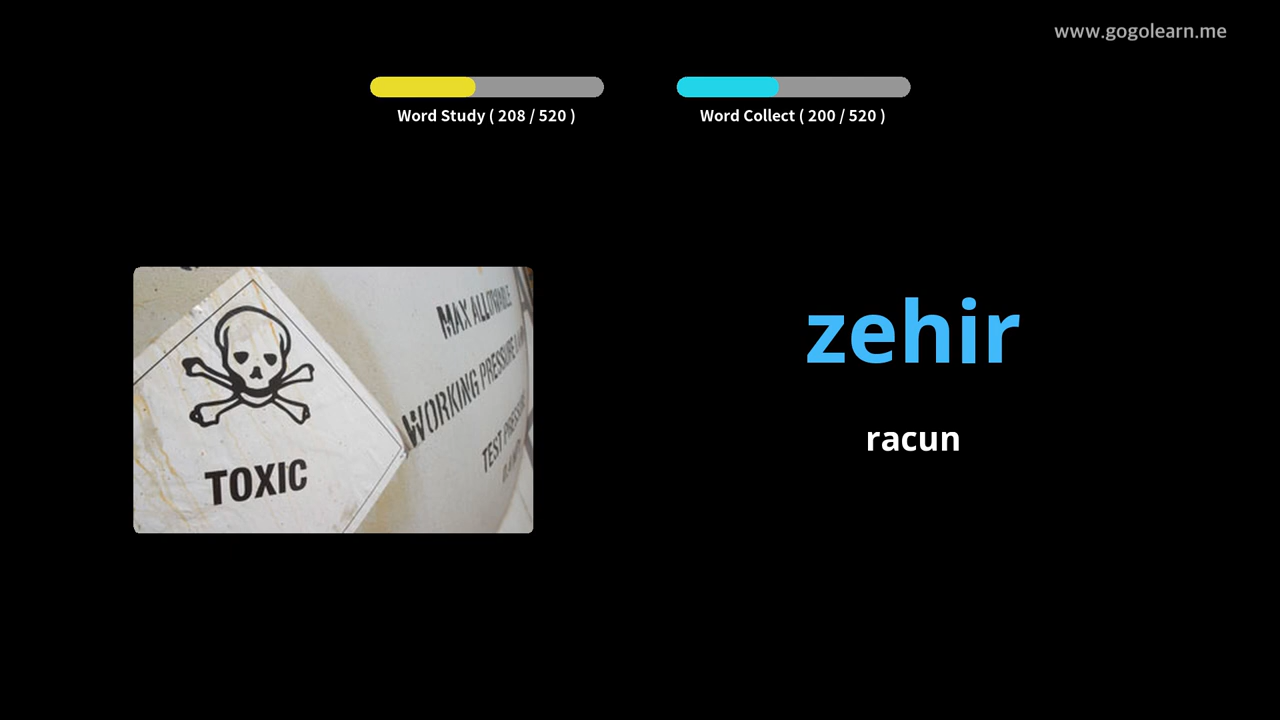 www.gogolearn.me
Word Study ( 208 / 520 )
Word Collect ( 200 / 520 )
MAX ALLOWABLE
WORKING PRESSURE
TEST
TOXIC
zehir
racun